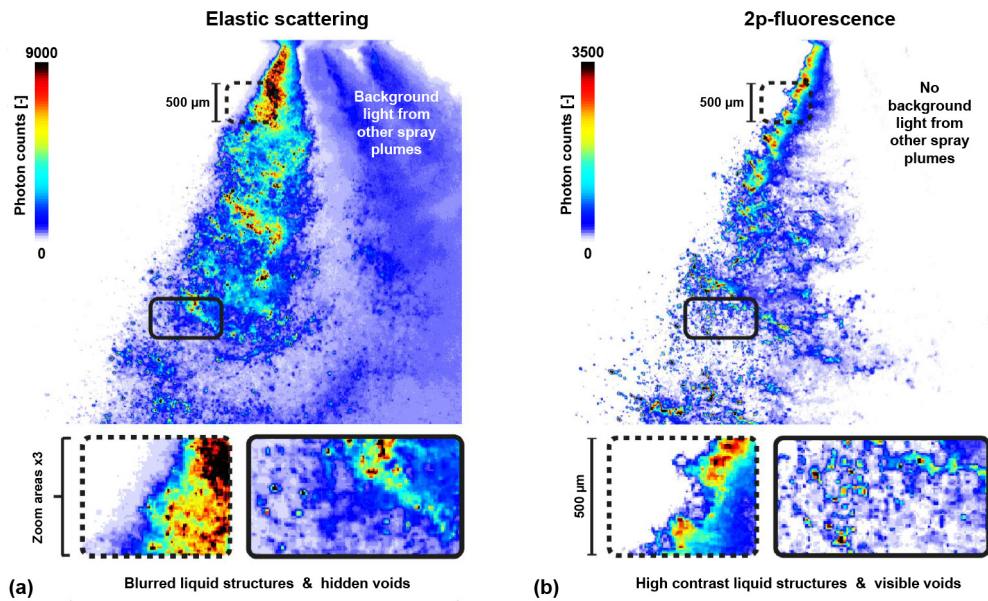 Elastic scattering
9000
Photon counts [-]
0
500 µm
Background
light from
other spray
plumes
Zoom areas x3
(a)
Blurred liquid structures & hidden voids
2p-fluorescence
3500
Photon counts [-]
0
500 µm
No
background
light from
other spray
plumes
500 µm
(b)
High contrast liquid structures & visible voids